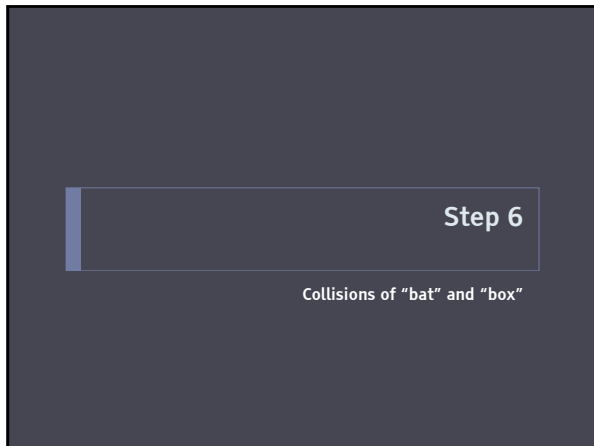 Step 6
Collisions of “bat” and “box”